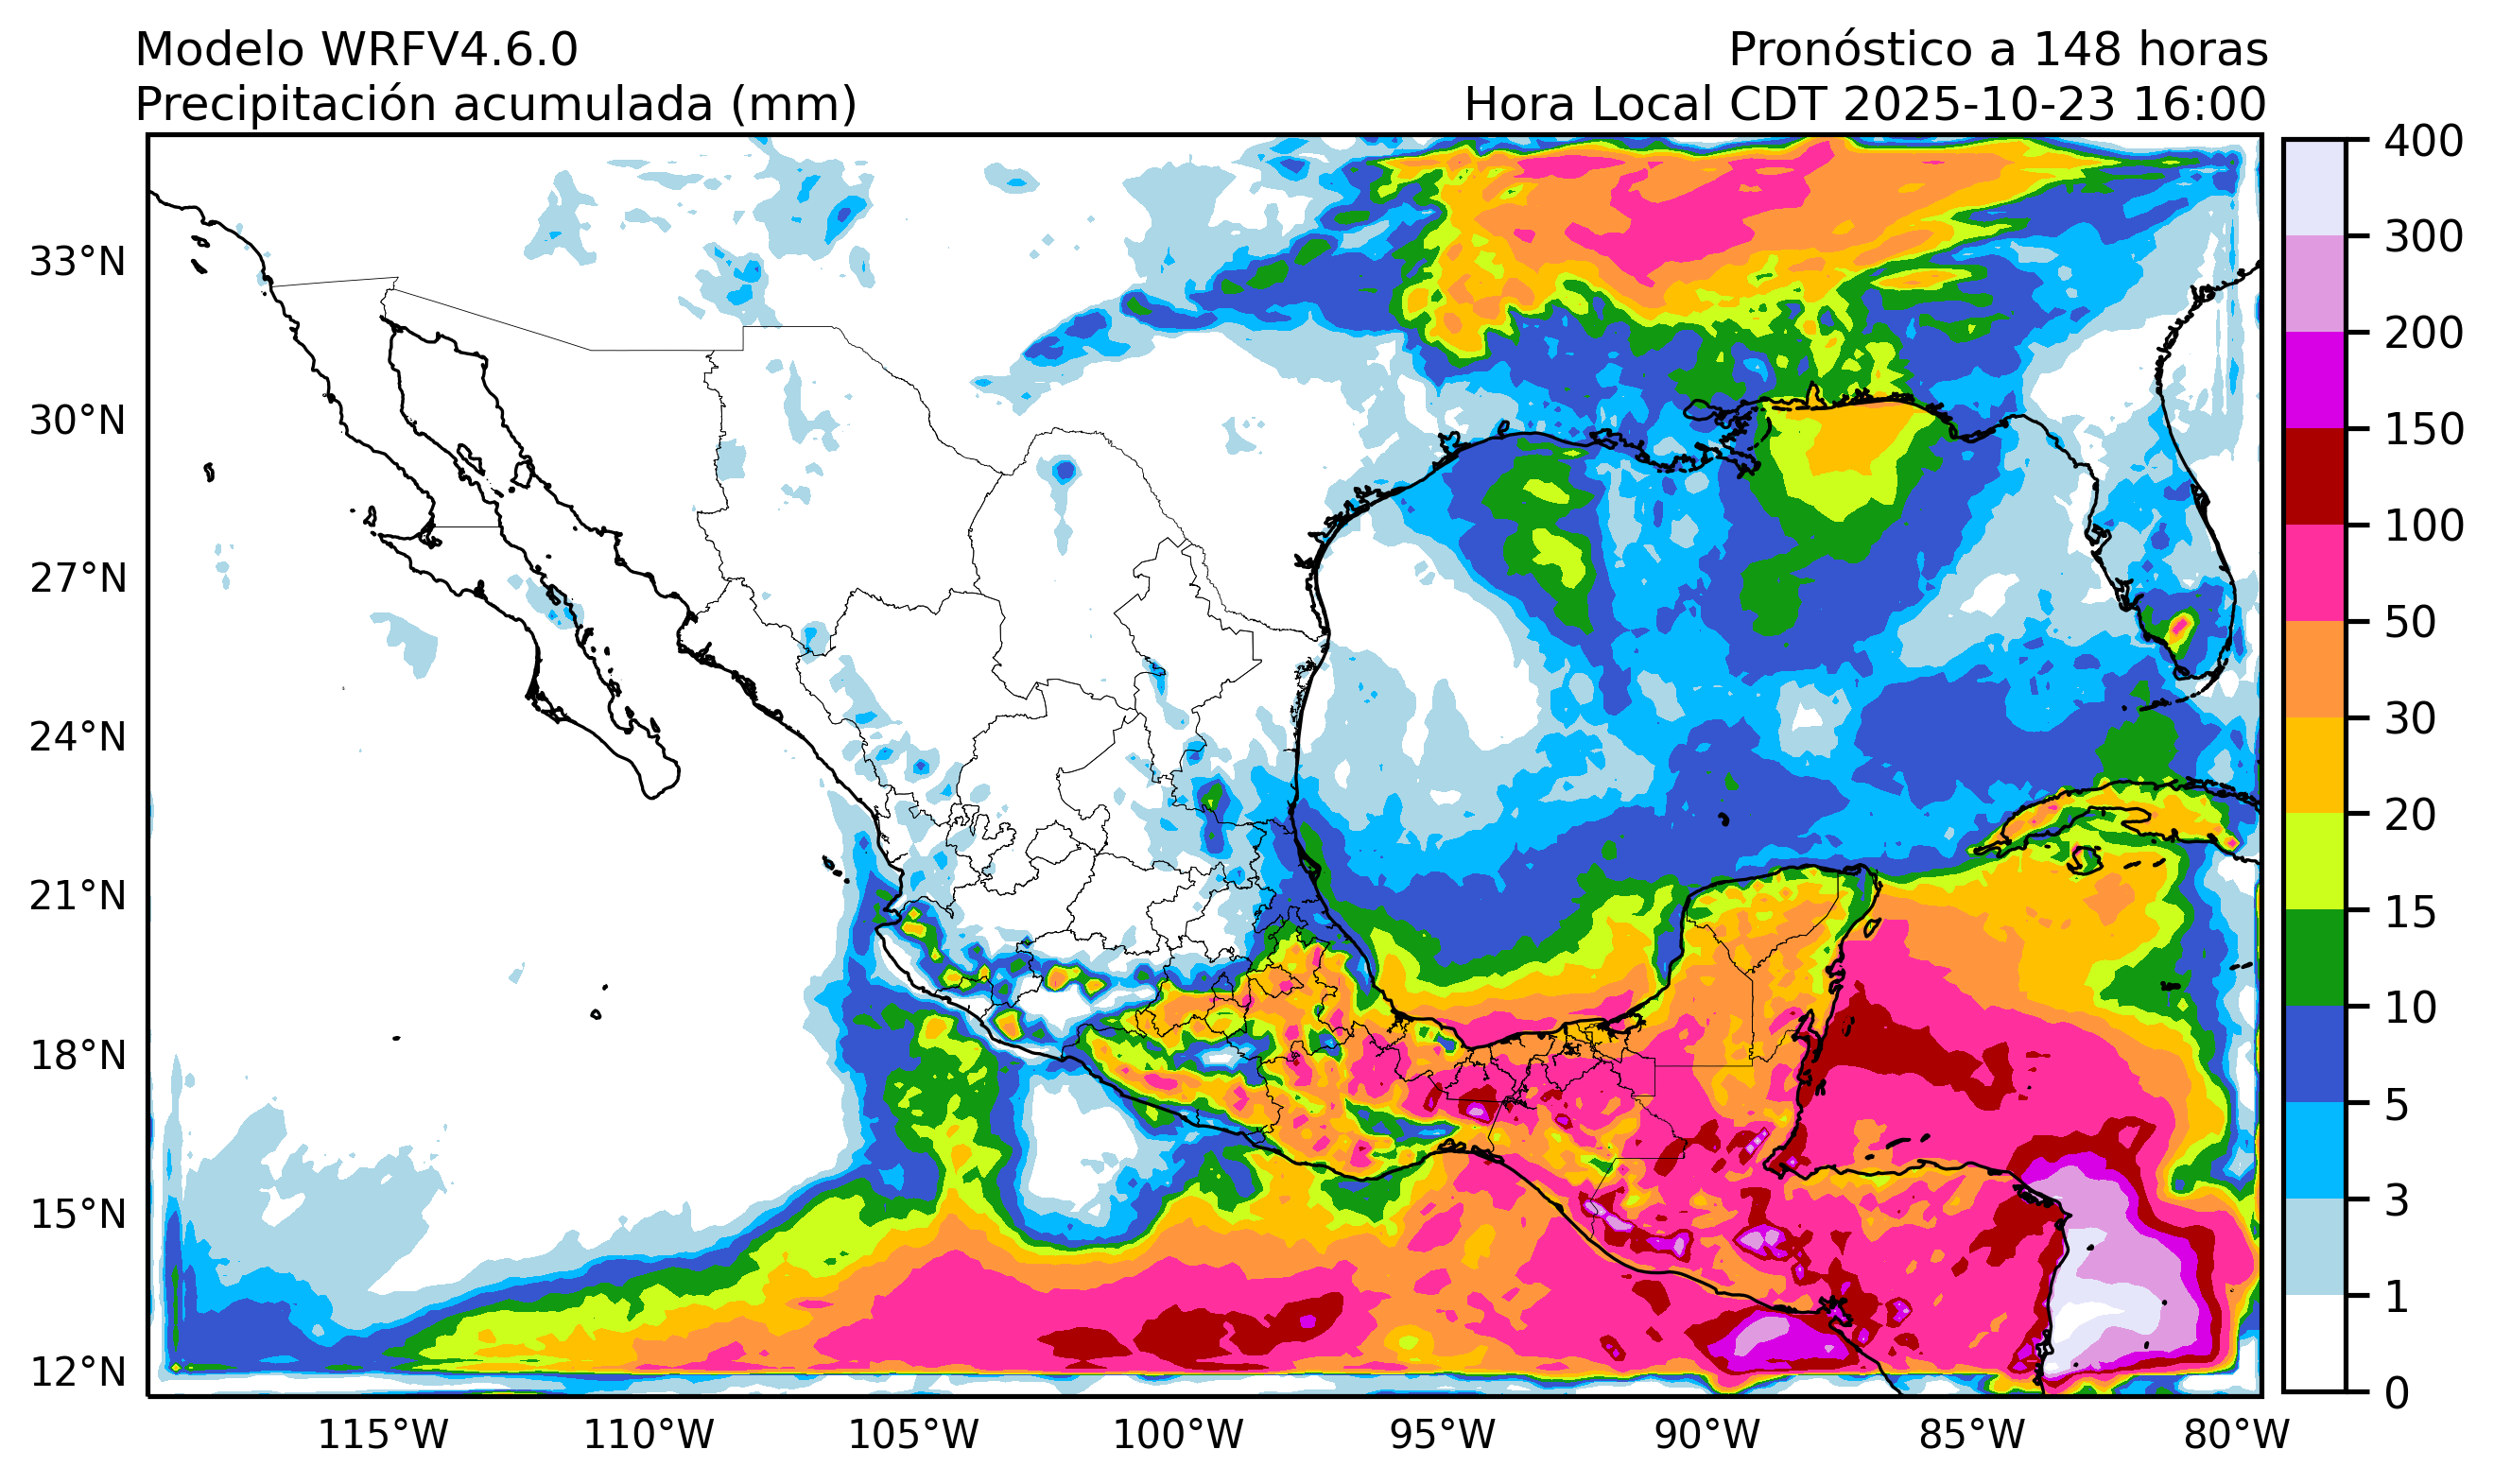 Modelo WRFV4.6.0
Pronóstico a 148 horas
Precipitación acumulada (mm)
Hora Local CDT 2025-10-23 16:00
33°N
30°N
27°N
24°N
21°N
18°N
15°N
12°N
115°W
110°W
105°W
100°W
95°W
90°W
85°W
80°W
400
300
200
150
100
50
30
20
15
10
5
3
1
0